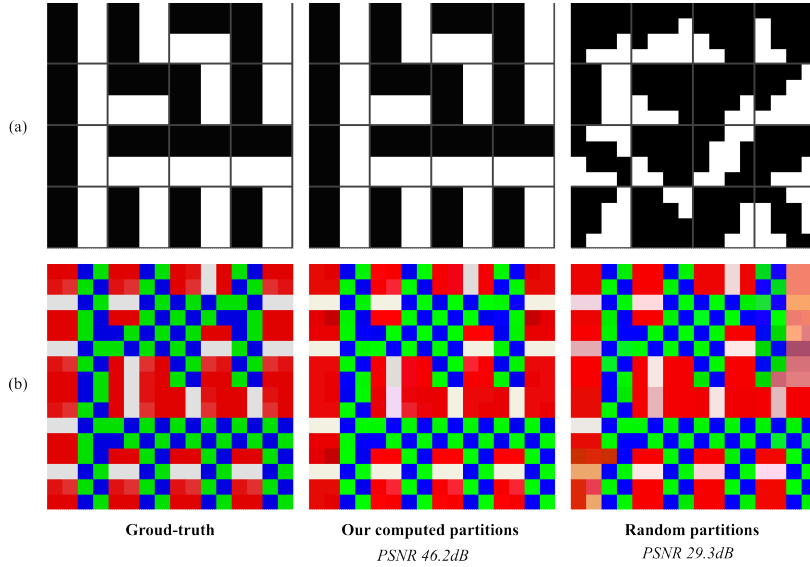 (a)
(b)
Groud-truth
Our computed partitions
Random partitions
PSNR 46.2dB
PSNR 29.3dB